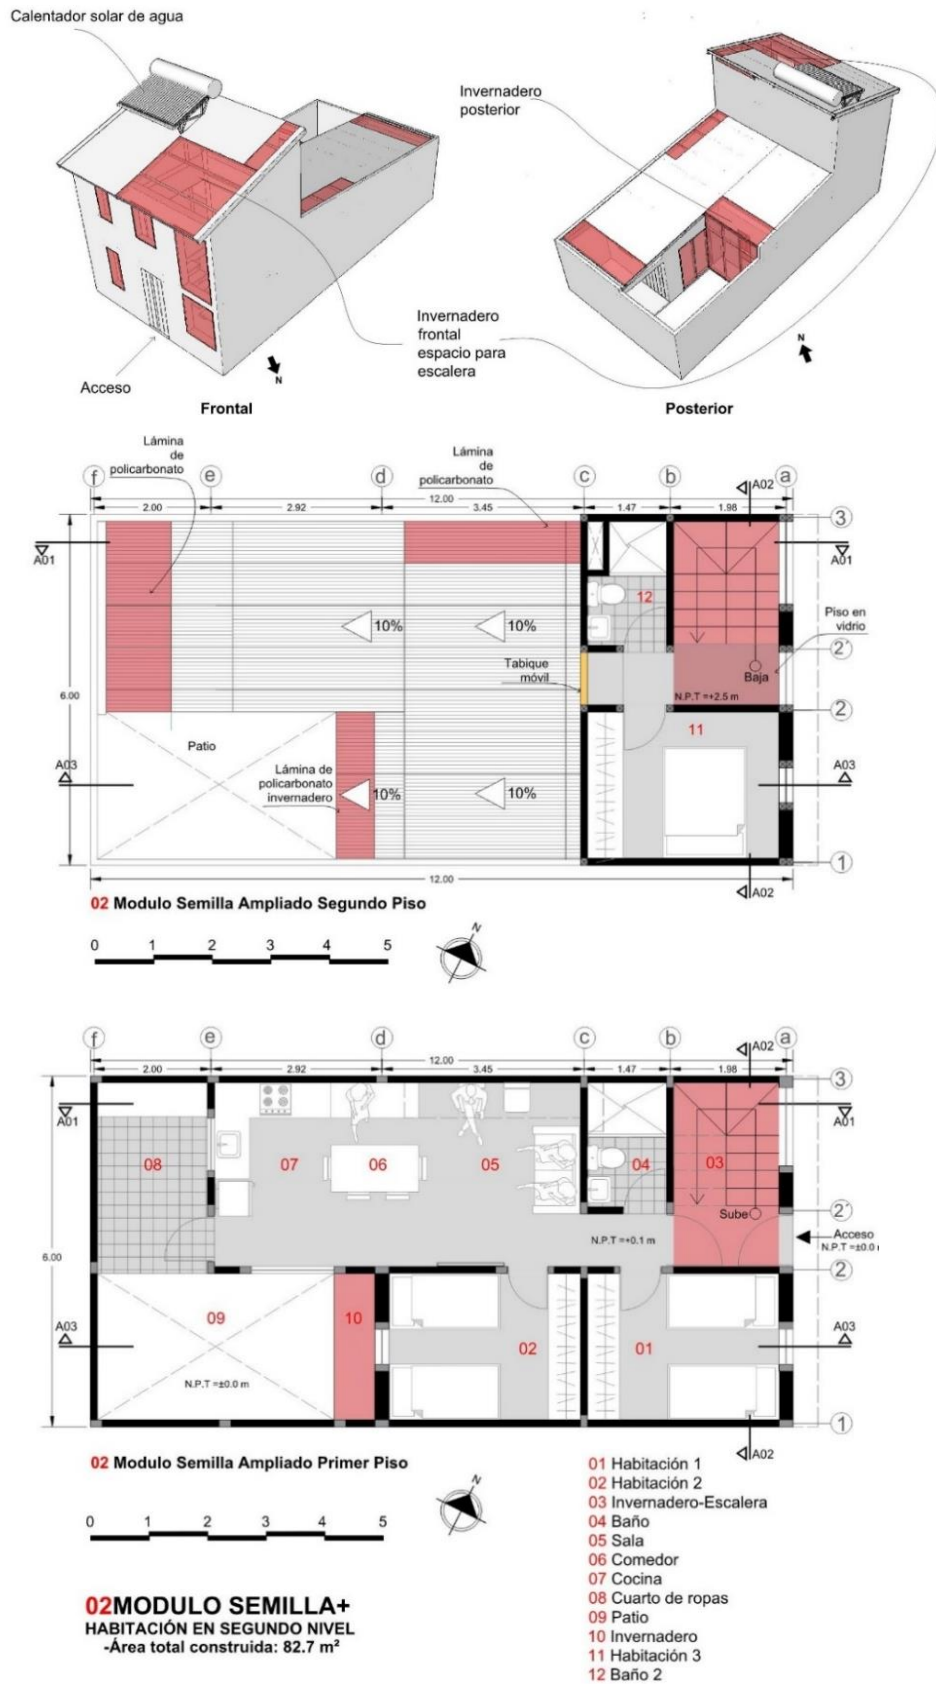 Calentador solar de agua
Invernadero
posterior
Invernadero
frontal
espacio para
escalera
Acceso
N
N
Frontal
Posterior
Lámina
de
policarbonato
Lámina
de
policarbonato
f
e
d
c
b
a
A02
12.00
2.00
2.92
3.45
1.47
1.98
3
A01
A01
12
10%
10%
Piso en
vidrio
2'
Tabique
móvil
Baja
6.00
N.P.T =+2.5 m
2
11
Patio
A03
A03
Lámina de
policarbonato
invernadero
10%
10%
1
12.00
A02
02 Modulo Semilla Ampliado Segundo Piso
0 1 2 3 4 5
N
f
e
d
c
b
a
A02
12.00
2.00
2.92
3.45
1.47
1.98
3
A01
A01
08
07
06
05
04
03
2'
Sube
Acceso
N.P.T =+0.1 m
N.P.T =±0.0
6.00
2
09
10
A03
A03
02
01
N.P.T =±0.0 m
1
A02
02 Modulo Semilla Ampliado Primer Piso
N
0 1 2 3 4 5
01 Habitación 1
02 Habitación 2
03 Invernadero-Escalera
04 Baño
05 Sala
06 Comedor
07 Cocina
08 Cuarto de ropas
09 Patio
10 Invernadero
11 Habitación 3
12 Baño 2
02MODULO SEMILLA+
HABITACIÓN EN SEGUNDO NIVEL
-Área total construida: 82.7 m²